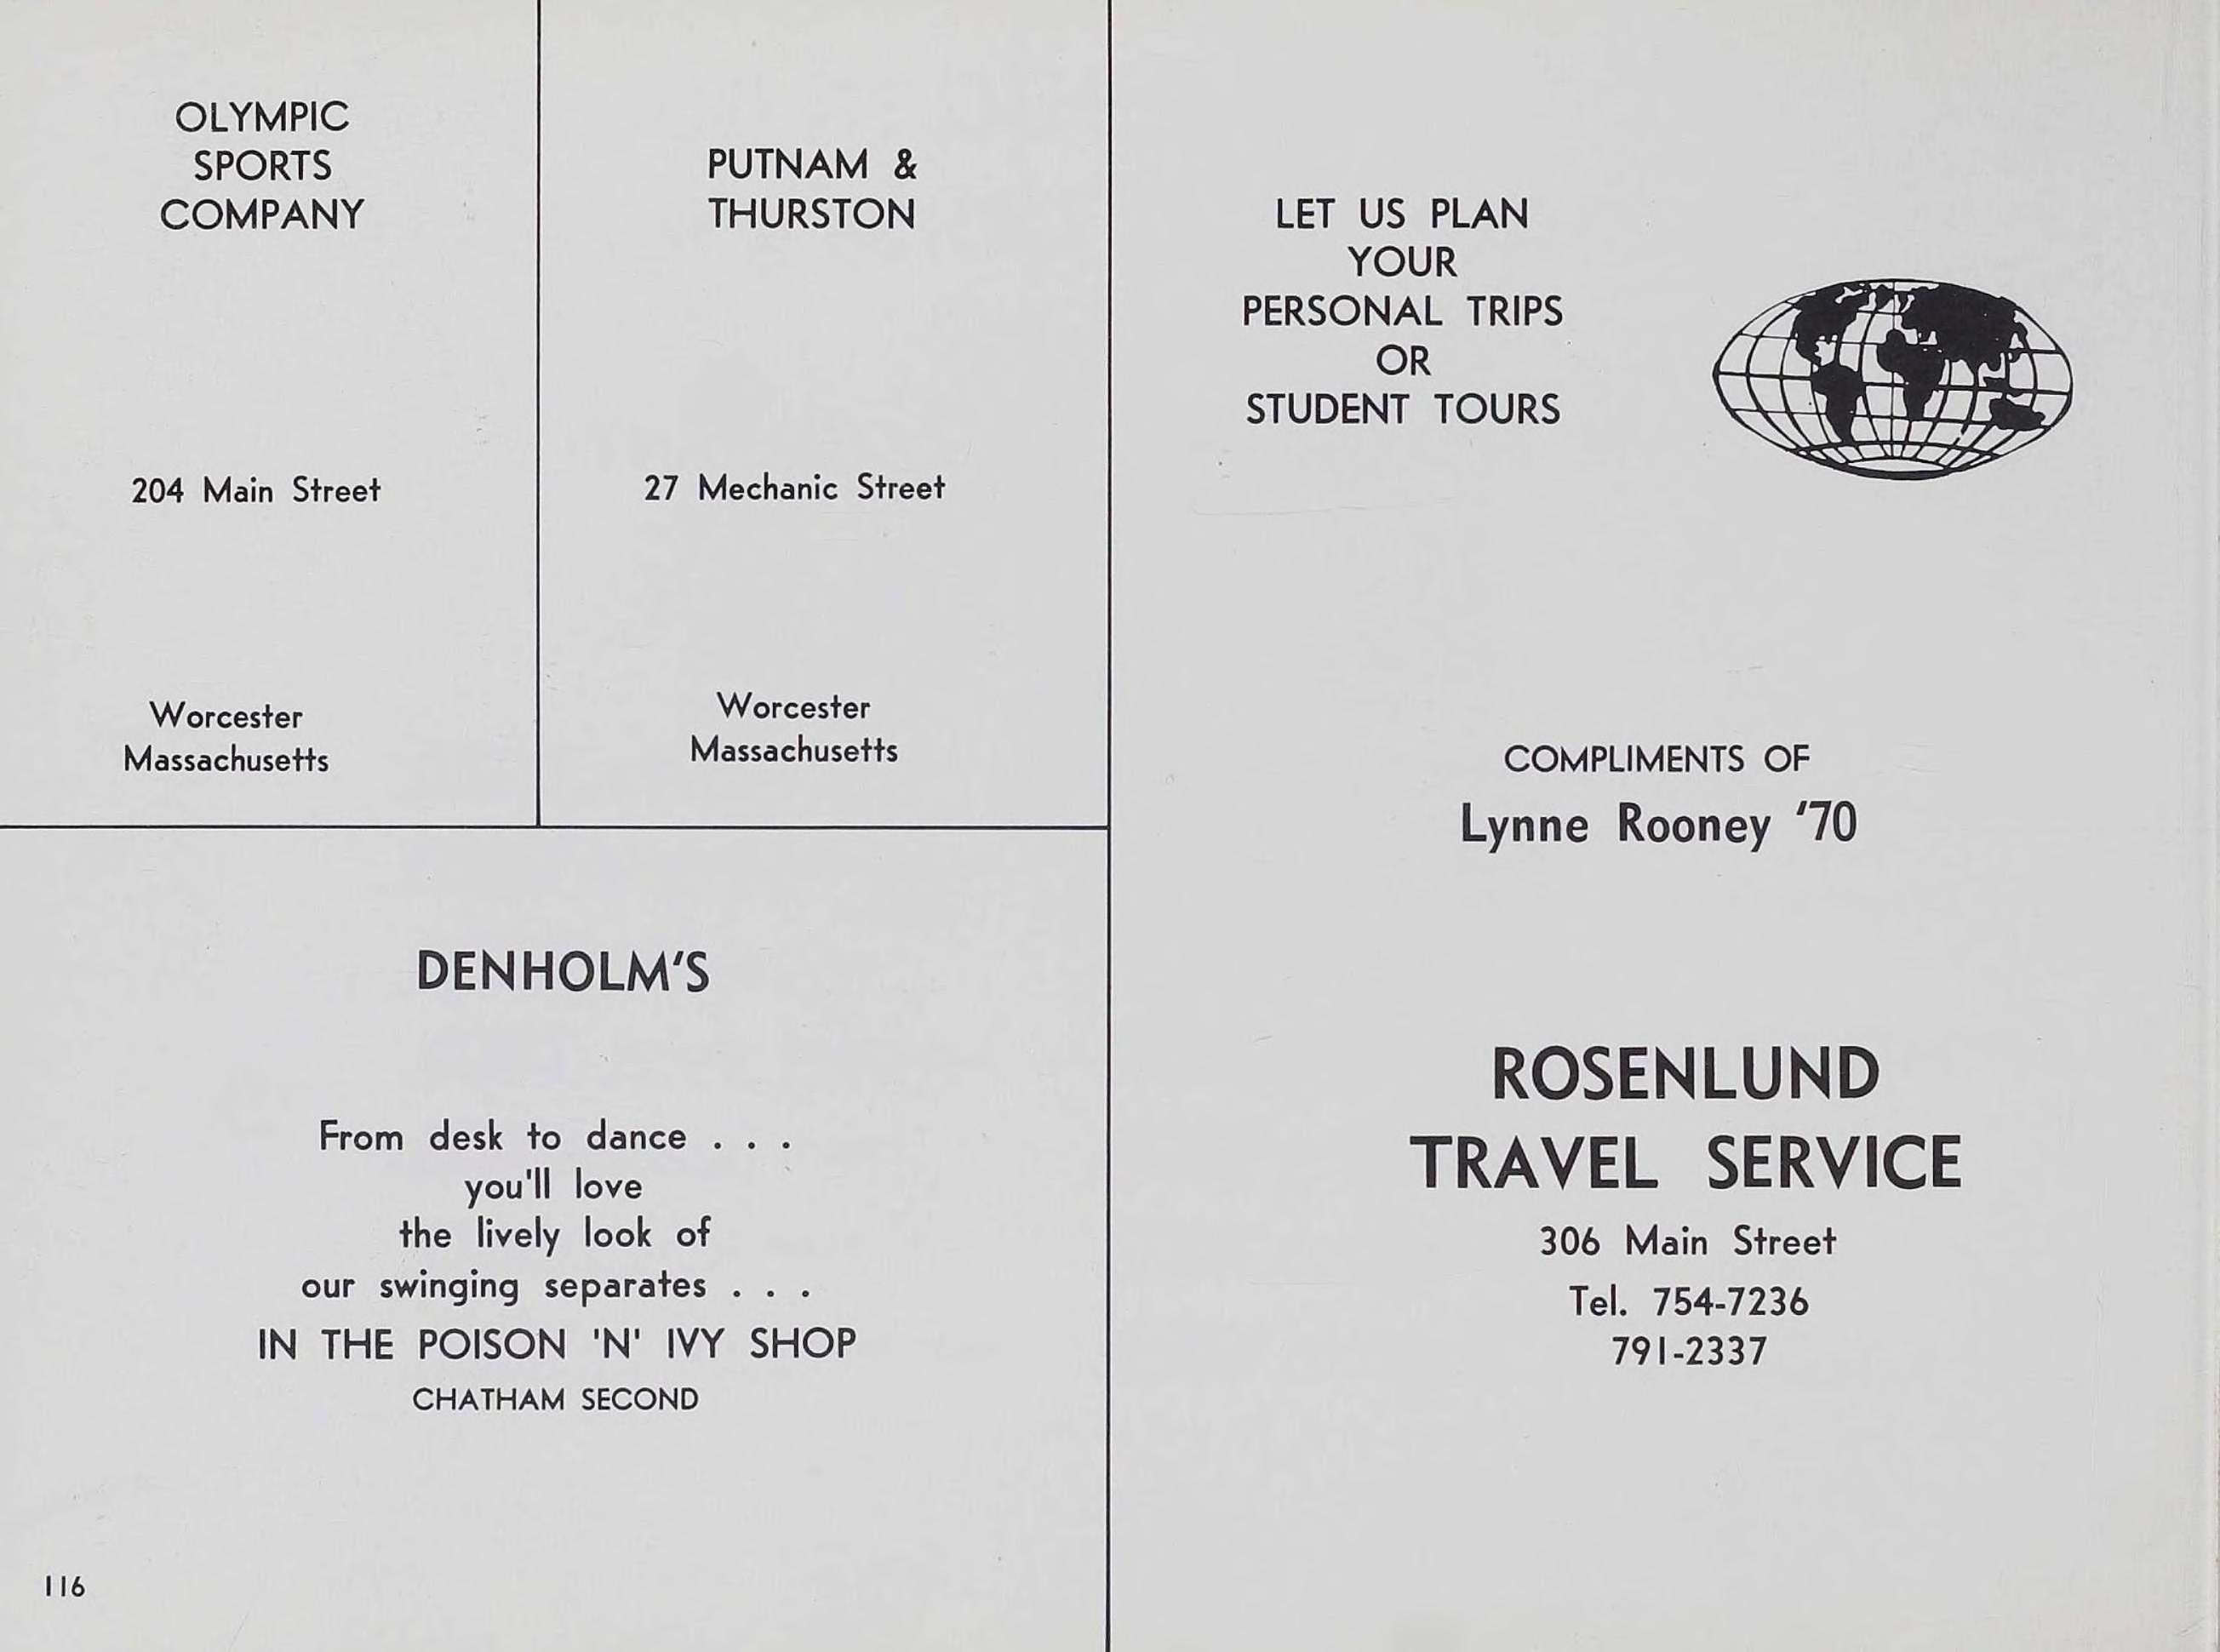 OLYMPIC
SPORTS
COMPANY
204 Main Street
Worcester
Massachusetts
PUTNAM &
THURSTON
27 Mechanic Street
Worcester
Massachusetts
DENHOLM'S
From desk to dance . . .
you'll love
the lively look of
our swinging separates . . .
IN THE POISON 'N' IVY SHOP
CHATHAM SECOND
LET US PLAN
YOUR
PERSONAL TRIPS
OR
STUDENT TOURS
COMPLIMENTS OF
Lynne Rooney '70
ROSENLUND
TRAVEL SERVICE
306 Main Street
Tel. 754-7236
791-2337
116